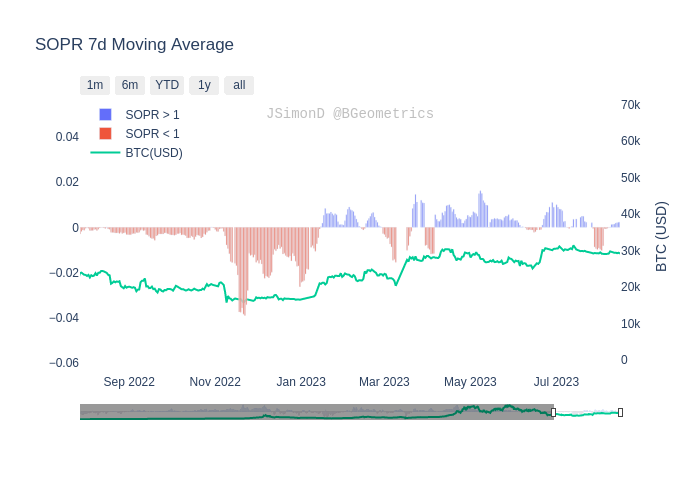 SOPR 7d Moving Average
1m 6m YTD 1y all
JSimonD @BGeometrics
SOPR > 1
SOPR < 1
BTC(USD)
0.04
0.02
0
−0.02
−0.04
−0.06
70k
60k
50k
40k
30k
20k
10k
0
BTC (USD)
Sep 2022 Nov 2022 Jan 2023 Mar 2023 May 2023 Jul 2023